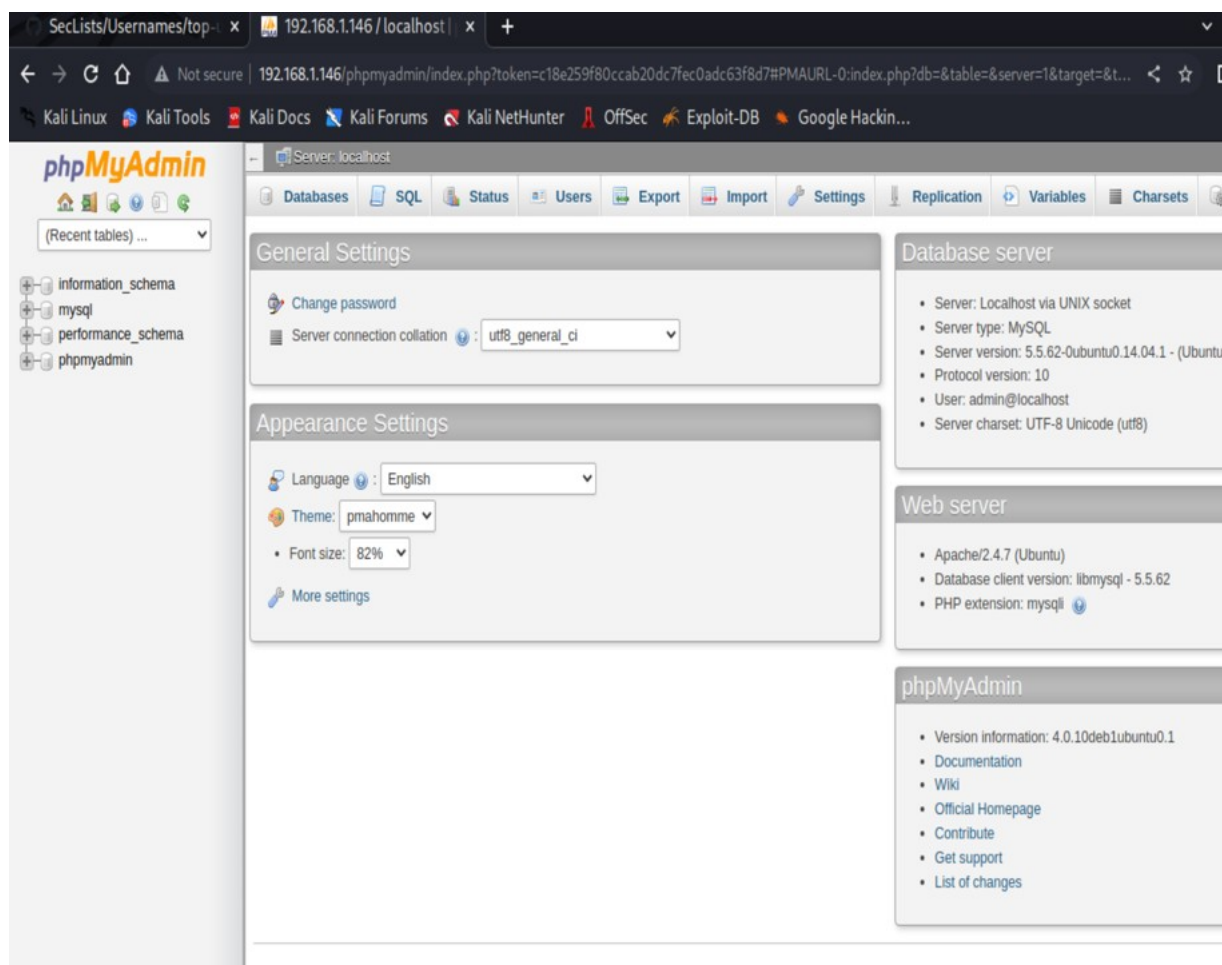 SecLists/Usernames/top-u
192.168.1.146 / localhost |
Not secure
192.168.1.146/phpmyadmin/index.php?token=c18e259f80ccab20dc7fec0adc63f8d7#PMAURL-0:index.php?db=&table=&server=1&target=&t...
Kali Linux Kali Tools Kali Docs Kali Forums Kali NetHunter OffSec Exploit-DB Google Hackin...
phpMyAdmin
(Recent tables) ...
information_schema
mysql
performance_schema
phpmyadmin
Server: localhost
Databases SQL Status Users Export Import Settings Replication Variables Charsets
General Settings
Change password
Server connection collation : utf8_general_ci
Appearance Settings
Language : English
Theme: pmahomme
• Font size: 82%
More settings
Database server
• Server: Localhost via UNIX socket
• Server type: MySQL
• Server version: 5.5.62-0ubuntu0.14.04.1 - (Ubuntu
• Protocol version: 10
• User: admin@localhost
• Server charset: UTF-8 Unicode (utf8)
Web server
• Apache/2.4.7 (Ubuntu)
• Database client version: libmysql - 5.5.62
• PHP extension: mysqli
phpMyAdmin
• Version information: 4.0.10deb1ubuntu0.1
• Documentation
• Wiki
• Official Homepage
• Contribute
• Get support
• List of changes